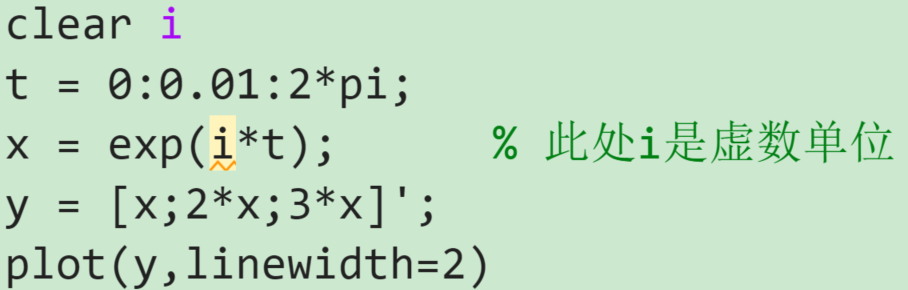 clear i
t = 0:0.01:2*pi;
x = exp(i*t);       % 此处i是虚数单位
y = [x;2*x;3*x]';
plot(y,linewidth=2)